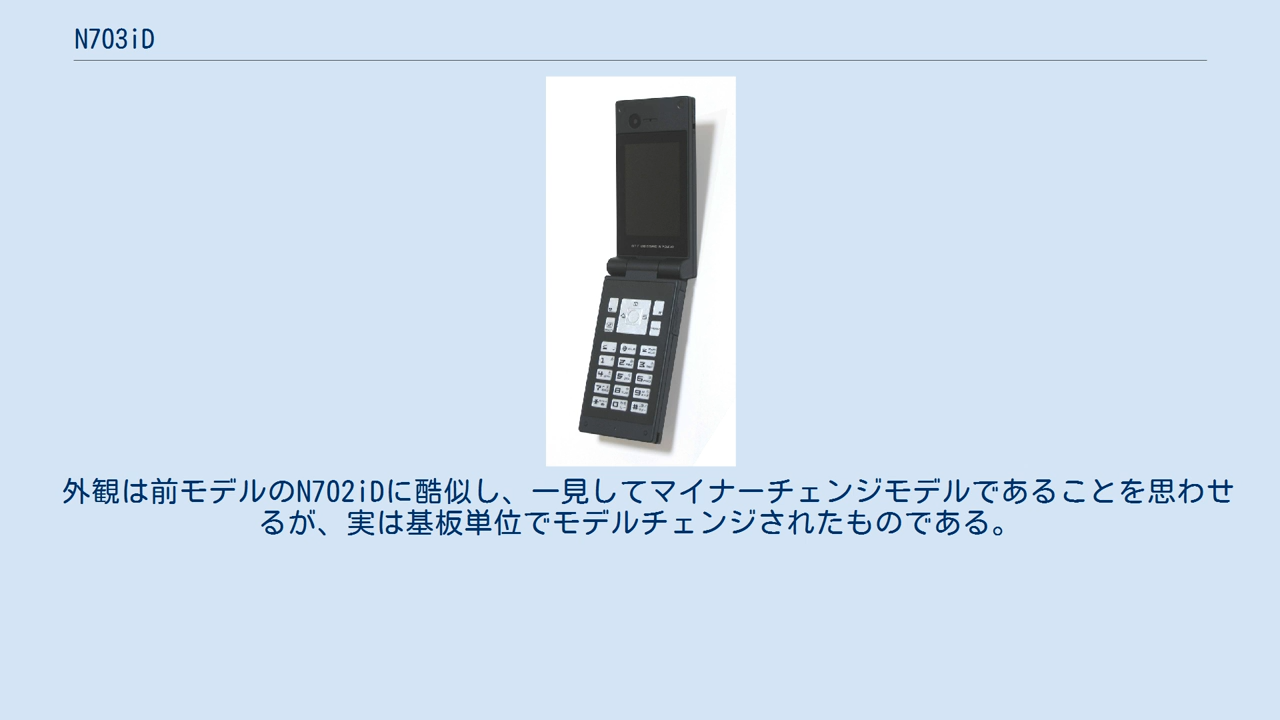 N703iD
外観は前モデルのN702iDに酷似し、一見してマイナーチェンジモデルであることを思わせ
るが、実は基板単位でモデルチェンジされたものである。